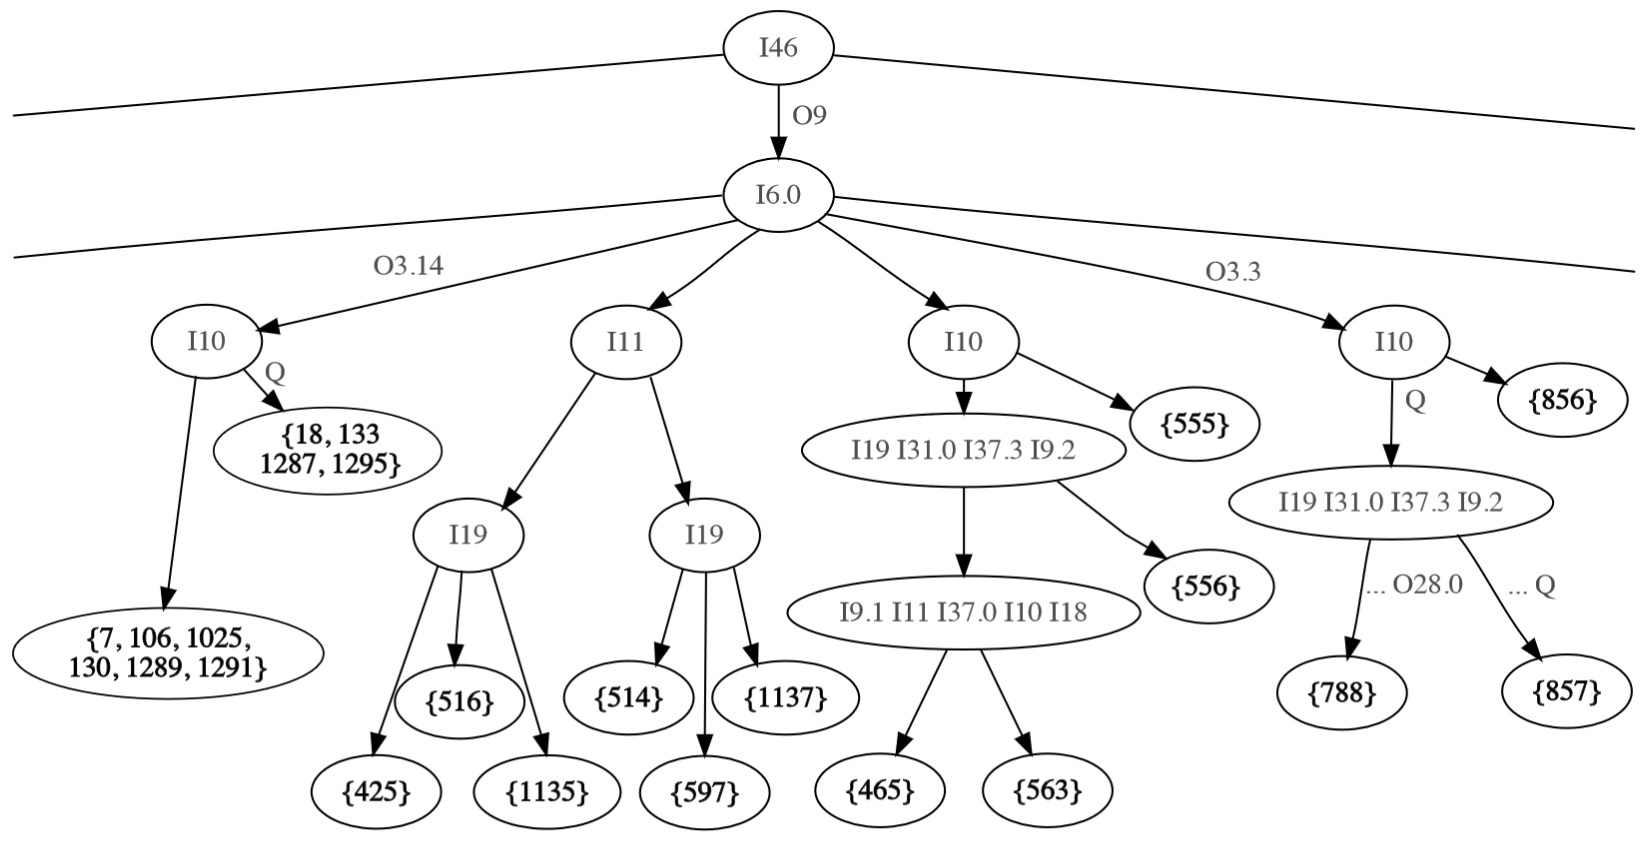 I46
O9
I6.0
O3.14
O3.3
I10
I11
I10
I10
Q
{18, 133
1287, 1295}
{555}
Q
{856}
I19 I31.0 I37.3 I9.2
I19 I31.0 I37.3 I9.2
I19
I19
{556}
... O28.0
... Q
I9.1 I11 I37.0 I10 I18
{7, 106, 1025,
130, 1289, 1291}
{516}
{514}
{1137}
{788}
{857}
{425}
{1135}
{597}
{465}
{563}